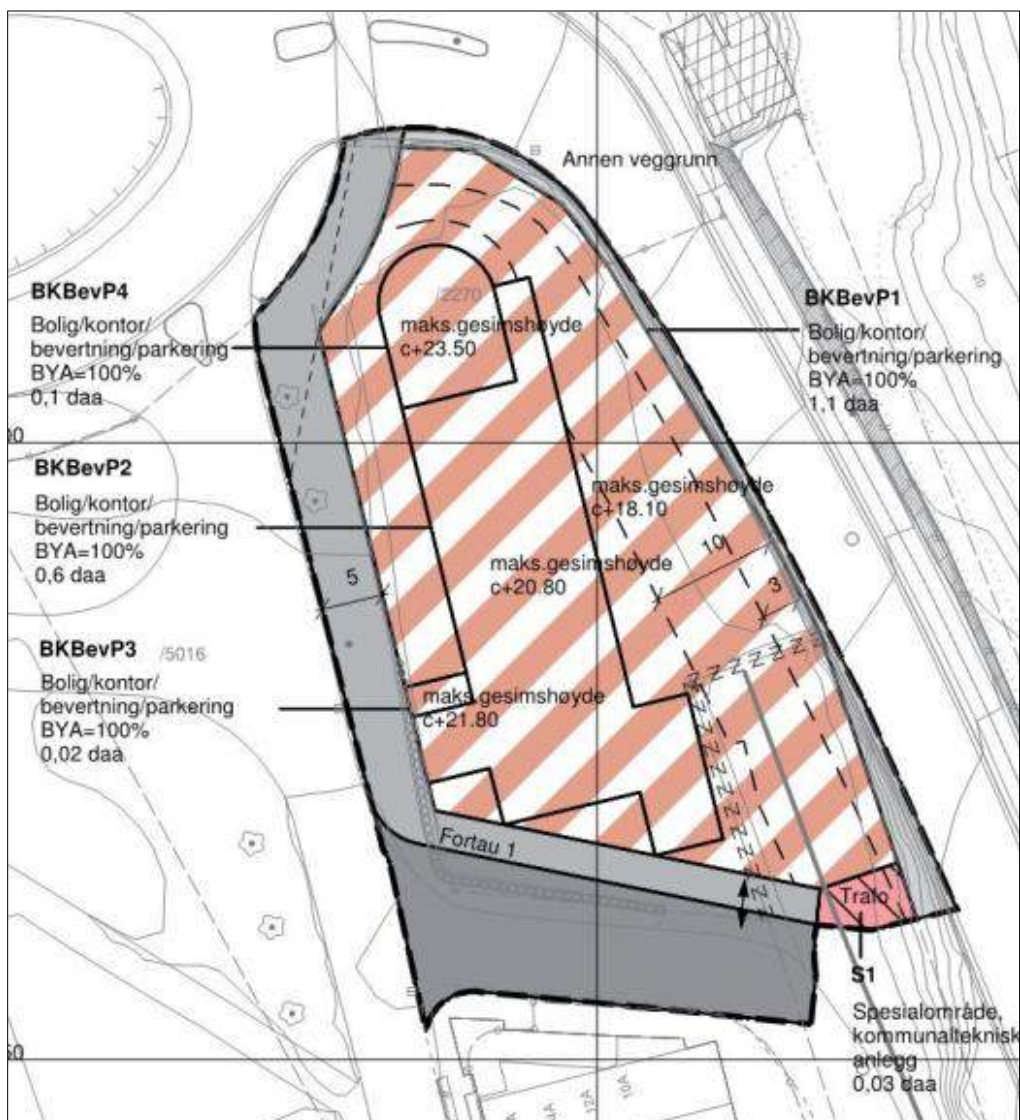 Annen veggrunn
BKBevP4
Bolig/kontor/
bevertning/parkering
BYA=100%
0,1 daa
/2270
maks.gesimshøyde
c+23.50
BKBevP1
Bolig/kontor/
bevertning/parkering
BYA=100%
1,1 daa
20
BKBevP2
Bolig/kontor/
bevertning/parkering
BYA=100%
0,6 daa
maks.gesimshøyde
c+18.10
10
maks.gesimshøyde
c+20.80
5
3
BKBevP3
/5016
Bolig/kontor/
bevertning/parkering
BYA=100%
0,02 daa
maks.gesimshøyde
c+21.80
Fortau 1
Trafo
S1
Spesialområde,
kommunalteknisk
anlegg
0,03 daa
10A
12A